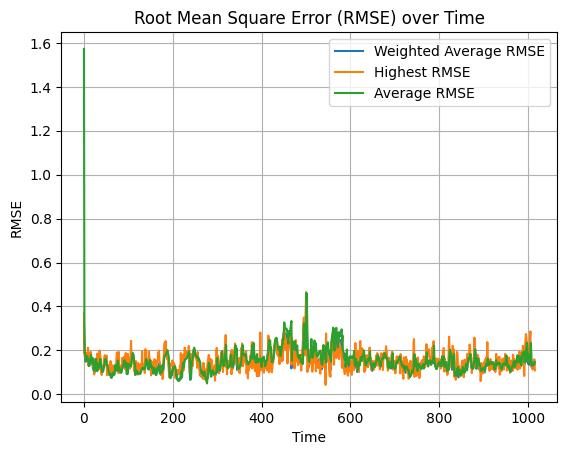 Root Mean Square Error (RMSE) over Time
Weighted Average RMSE
Highest RMSE
Average RMSE
1.6
1.4
1.2
1.0
0.8
0.6
0.4
0.2
0.0
RMSE
0 200 400 600 800 1000
Time